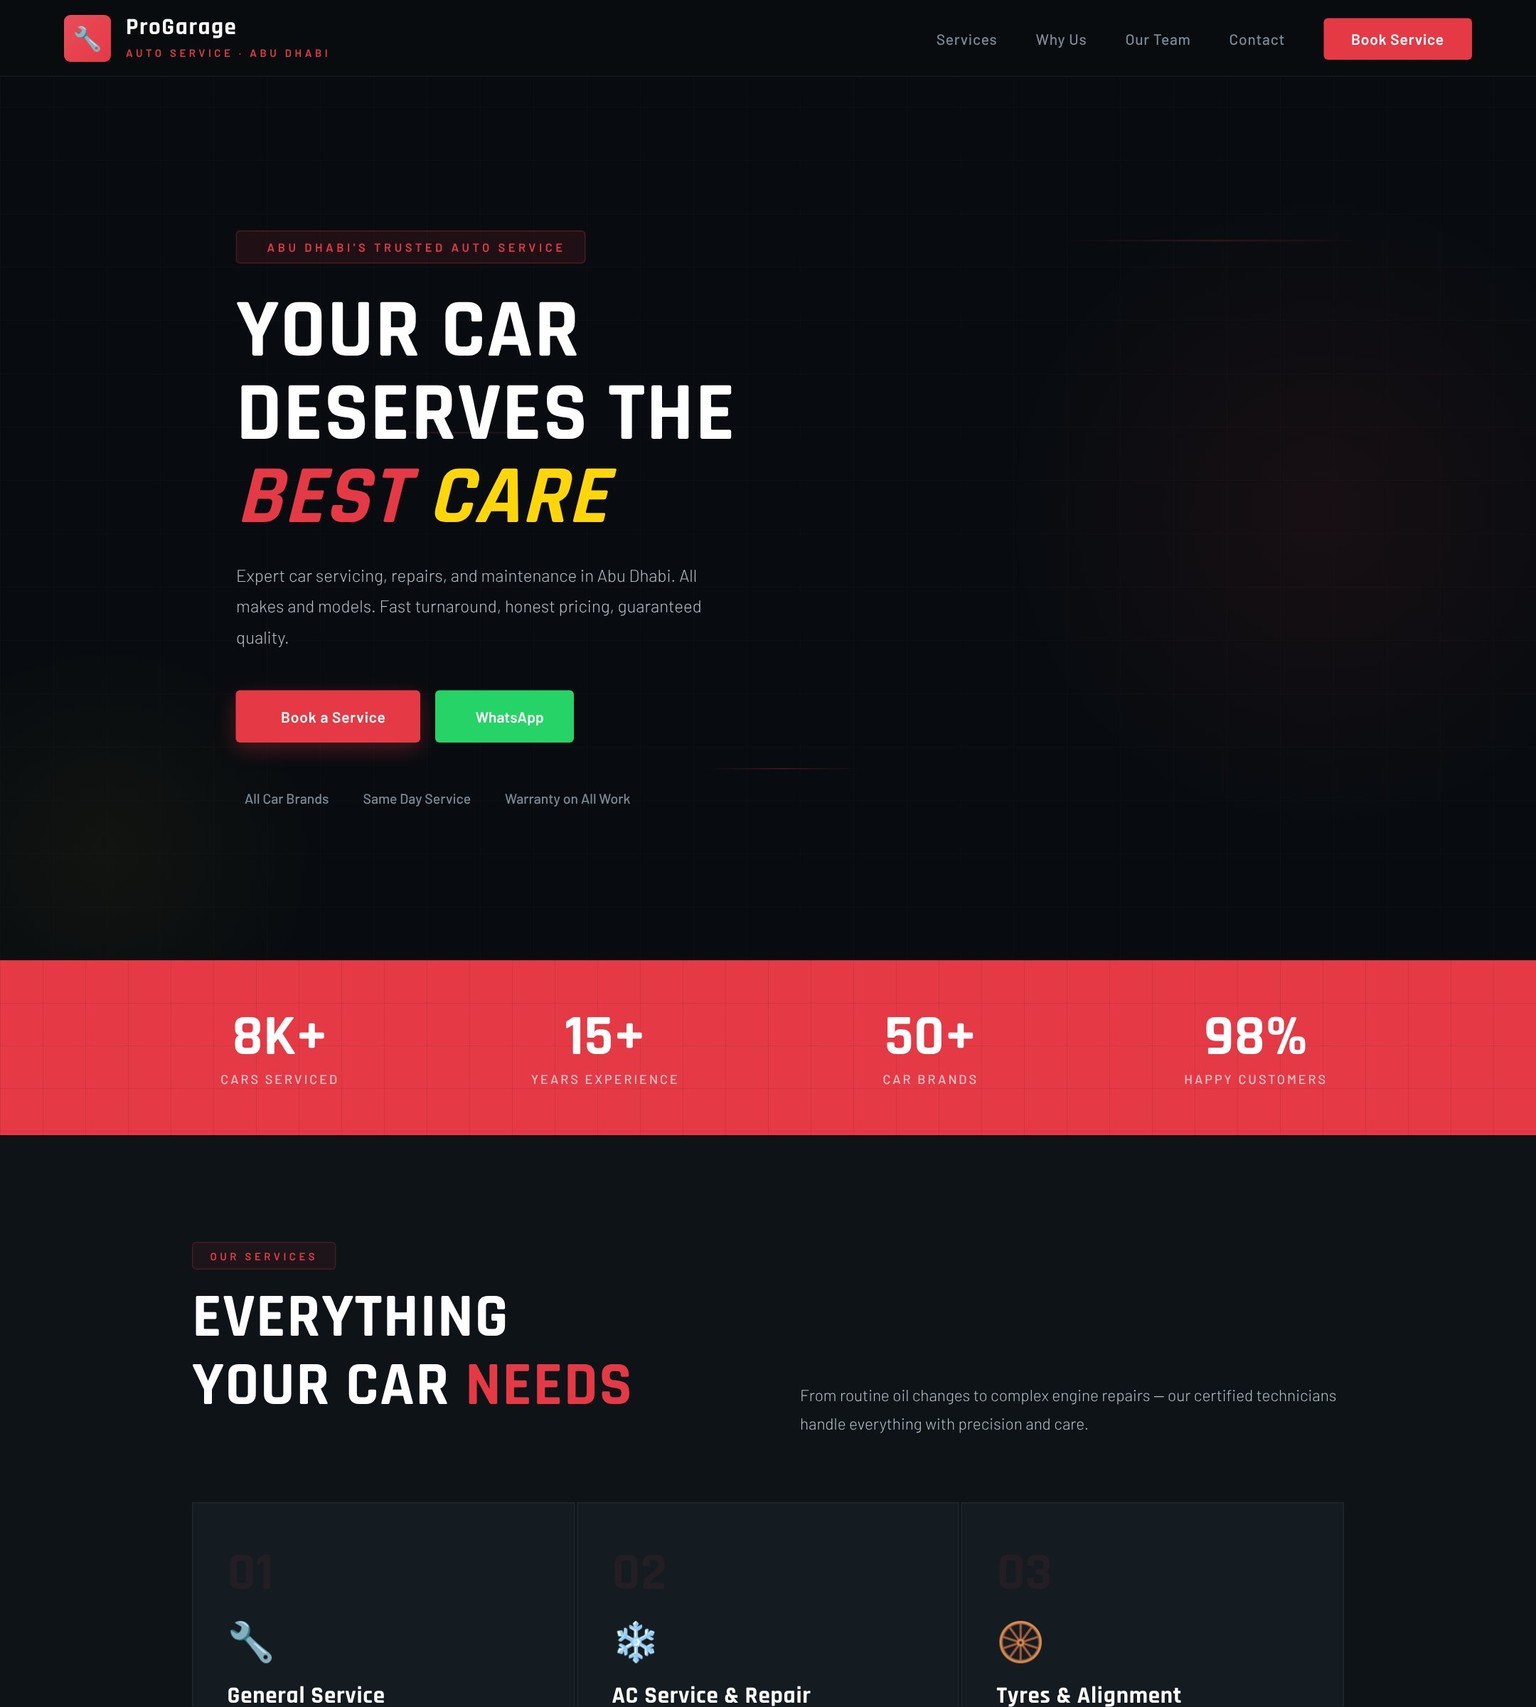 ProGarage
AUTO SERVICE · ABU DHABI
Services
Why Us
Our Team
Contact
Book Service
ABU DHABI'S TRUSTED AUTO SERVICE
YOUR CAR
DESERVES THE
BEST CARE
Expert car servicing, repairs, and maintenance in Abu Dhabi. All
makes and models. Fast turnaround, honest pricing, guaranteed
quality.
Book a Service
WhatsApp
All Car Brands
Same Day Service
Warranty on All Work
8K+
CARS SERVICED
15+
YEARS EXPERIENCE
50+
CAR BRANDS
98%
HAPPY CUSTOMERS
OUR SERVICES
EVERYTHING
YOUR CAR NEEDS
From routine oil changes to complex engine repairs — our certified technicians
handle everything with precision and care.
01
General Service
02
AC Service & Repair
03
Tyres & Alignment